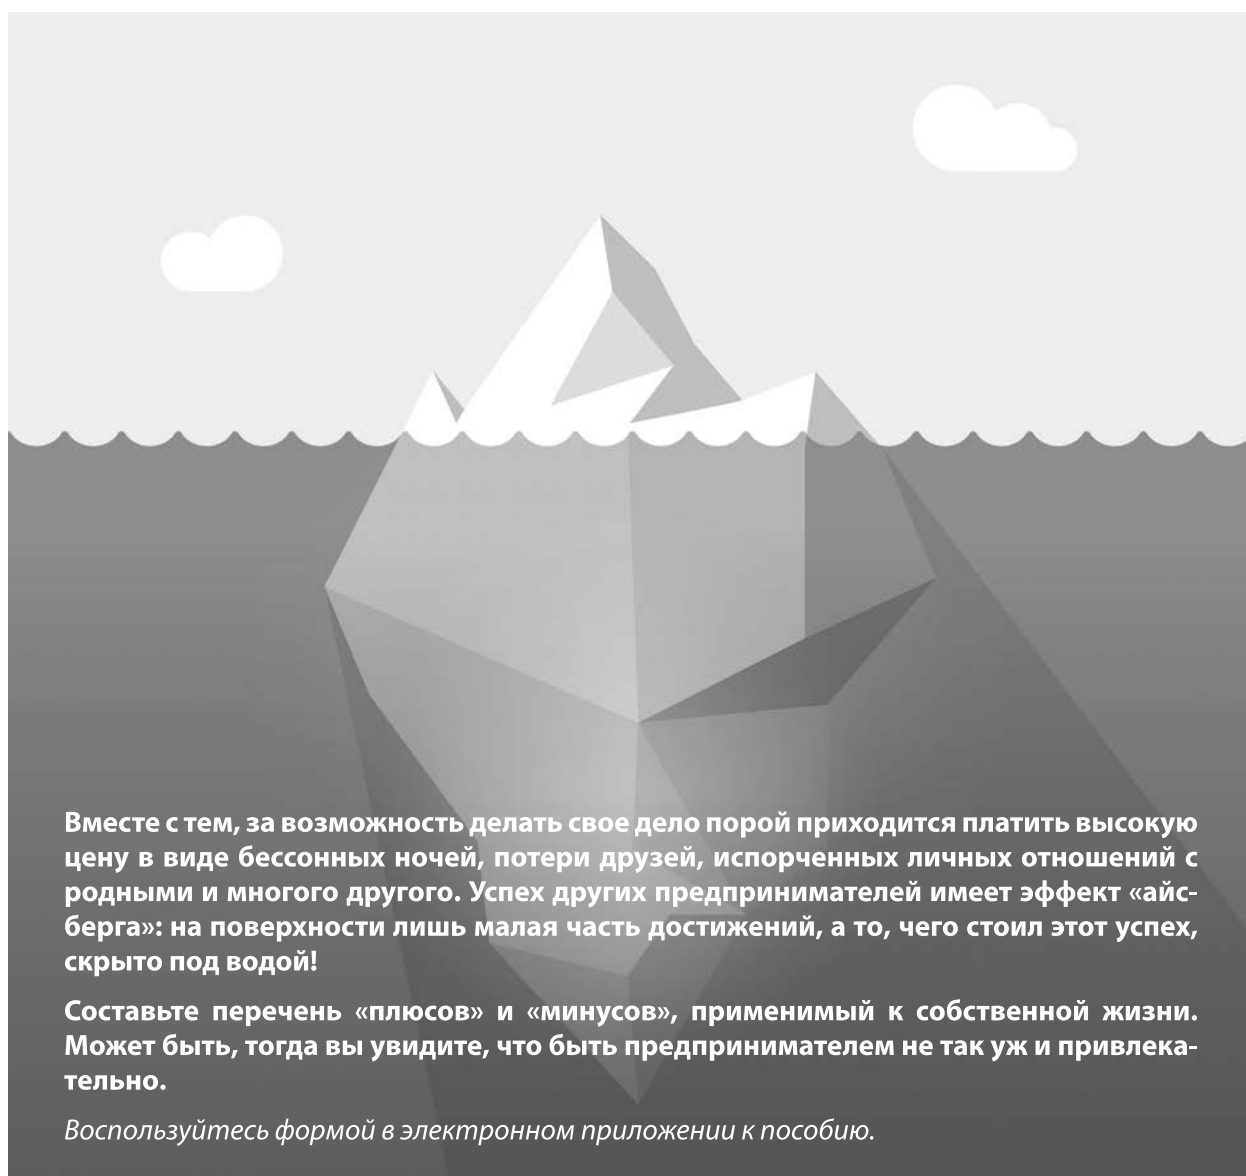 Вместе с тем, за возможность делать свое дело порой приходится платить высокую
цену в виде бессонных ночей, потери друзей, испорченных личных отношений с
родными и многого другого. Успех других предпринимателей имеет эффект «айс-
берга»: на поверхности лишь малая часть достижений, а то, чего стоил этот успех,
скрыто под водой!
Составьте перечень «плюсов» и «минусов», применимый к собственной жизни.
Может быть, тогда вы увидите, что быть предпринимателем не так уж и привлека-
тельно.
Воспользуйтесь формой в электронном приложении к пособию.